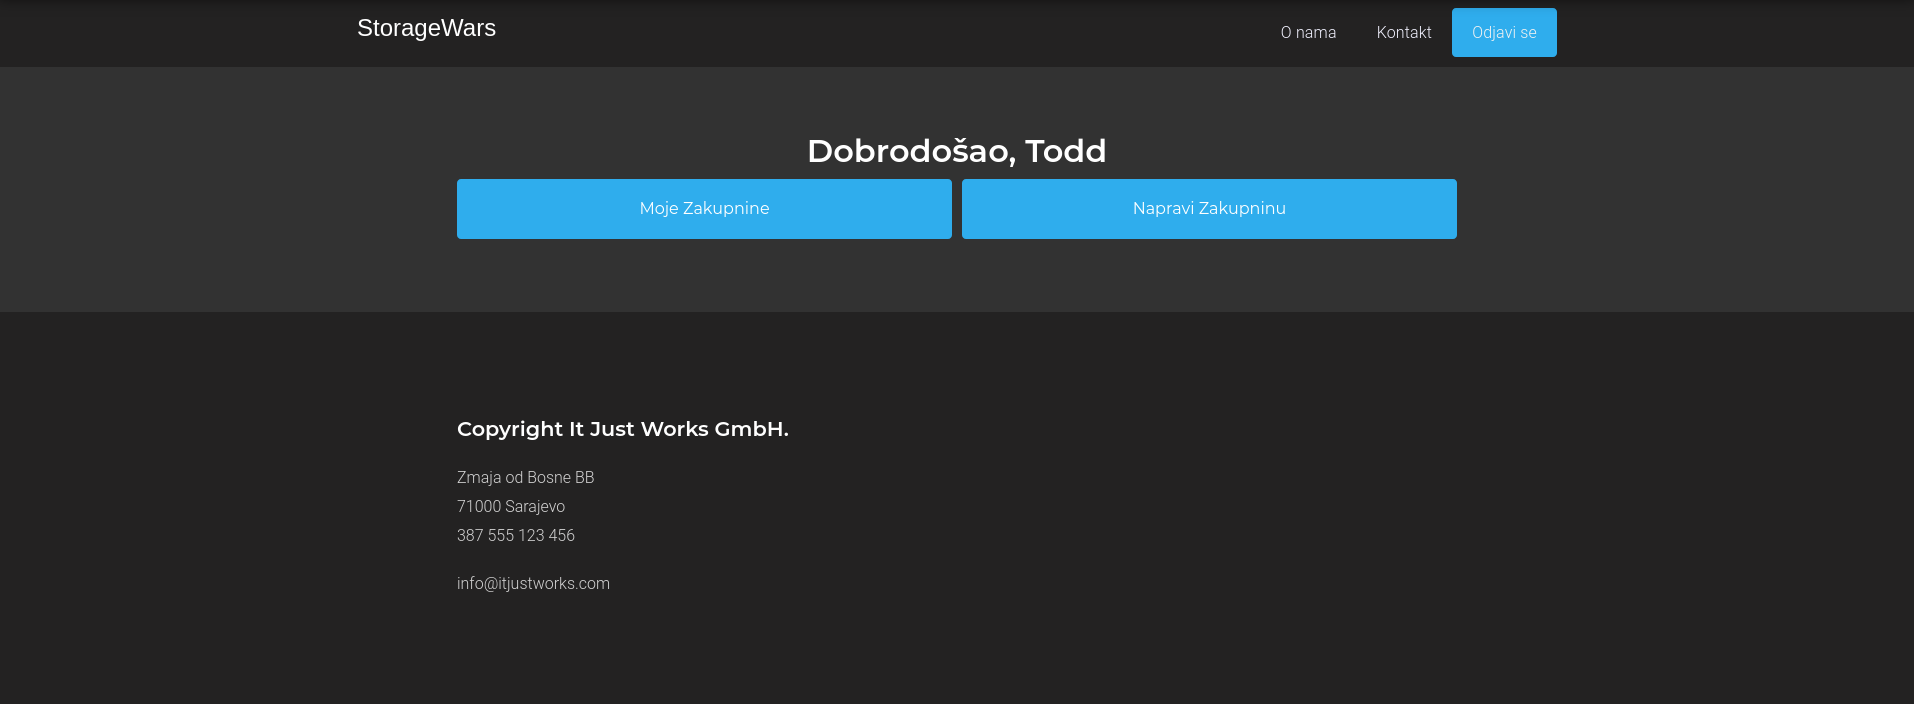 StorageWars
O nama
Kontakt
Odjavi se
Dobrodošao, Todd
Moje Zakupnine
Napravi Zakupninu
Copyright It Just Works GmbH.
Zmaja od Bosne BB
71000 Sarajevo
387 555 123 456
info@itjustworks.com